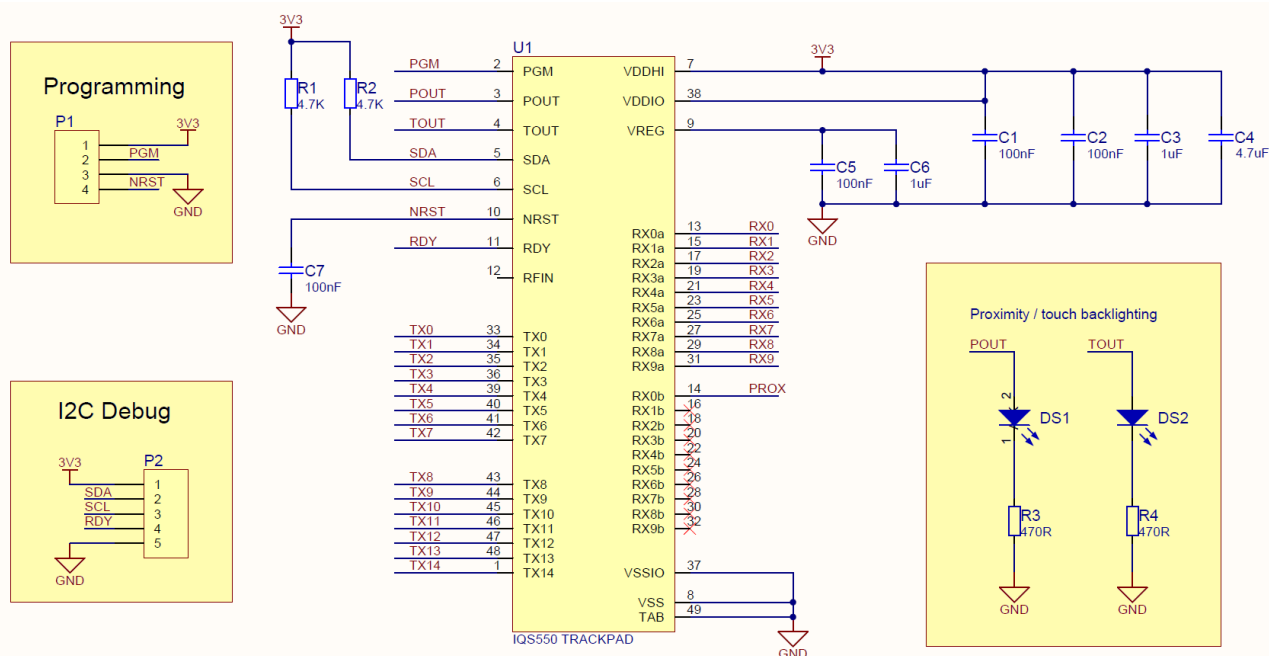 Programming
P1
1
2
3
4
3V3
PGM
NRST
GND
I2C Debug
P2
3V3
SDA
SCL
RDY
GND
1
2
3
4
5
3V3
R1
4.7K
R2
4.7K
C7
100nF
GND
U1
PGM 2 PGM
POUT 3 POUT
TOUT 4 TOUT
SDA 5 SDA
SCL 6 SCL
NRST 10 NRST
RDY 11 RDY
12 RFIN
TX0 33 TX0
TX1 34 TX1
TX2 35 TX2
TX3 36 TX3
TX4 39 TX4
TX5 40 TX5
TX6 41 TX6
TX7 42 TX7
TX8 43 TX8
TX9 44 TX9
TX10 45 TX10
TX11 46 TX11
TX12 47 TX12
TX13 48 TX13
TX14 1 TX14
VDDHI 7
VDDIO 38
VREG 9
RX0a 13 RX0
RX1a 15 RX1
RX2a 17 RX2
RX3a 19 RX3
RX4a 21 RX4
RX5a 23 RX5
RX6a 25 RX6
RX7a 27 RX7
RX8a 29 RX8
RX9a 31 RX9
RX0b 14 PROX
RX1b 16
RX2b 18
RX3b 20
RX4b 22
RX5b 24
RX6b 26
RX7b 28
RX8b 30
RX9b 32
VSSIO 37
VSS 8
TAB 49
IQS550 TRACKPAD
GND
3V3
C5
100nF
C6
1uF
GND
C1
100nF
C2
100nF
C3
1uF
C4
4.7uF
Proximity / touch backlighting
POUT
TOUT
2
1
DS1
DS2
R3
470R
R4
470R
GND
GND